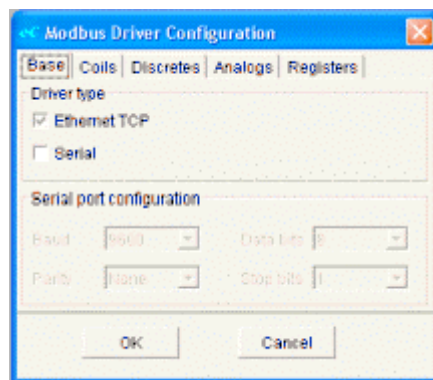 Modbus Driver Configuration
Base Coils Discretes Analogs Registers
Driver type
Ethernet TCP
Serial
Serial port configuration
Baud 9600 Data bits 8
Parity None Stop bits 1
OK Cancel